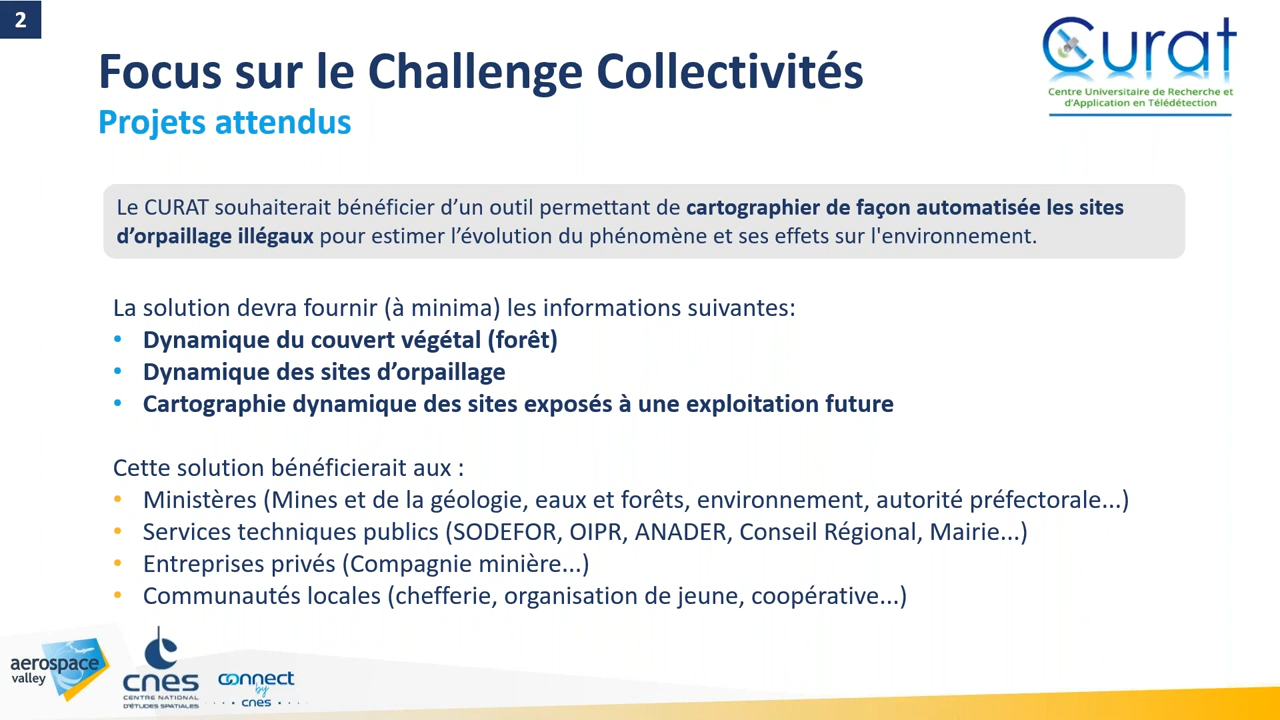 2
Focus sur le Challenge Collectivités
Projets attendus
Curat
Centre Universitaire de Recherche et
d'Application en Télédétection
Le CURAT souhaiterait bénéficier d’un outil permettant de cartographier de façon automatisée les sites
d’orpaillage illégaux pour estimer l’évolution du phénomène et ses effets sur l'environnement.
La solution devra fournir (à minima) les informations suivantes:
• Dynamique du couvert végétal (forêt)
• Dynamique des sites d’orpaillage
• Cartographie dynamique des sites exposés à une exploitation future
Cette solution bénéficierait aux :
• Ministères (Mines et de la géologie, eaux et forêts, environnement, autorité préfectorale...)
• Services techniques publics (SODEFOR, OIPR, ANADER, Conseil Régional, Mairie...)
• Entreprises privés (Compagnie minière...)
• Communautés locales (chefferie, organisation de jeune, coopérative...)
aerospace
valley
cnes
CENTRE NATIONAL
D'ÉTUDES SPATIALES
connect
by
cnes